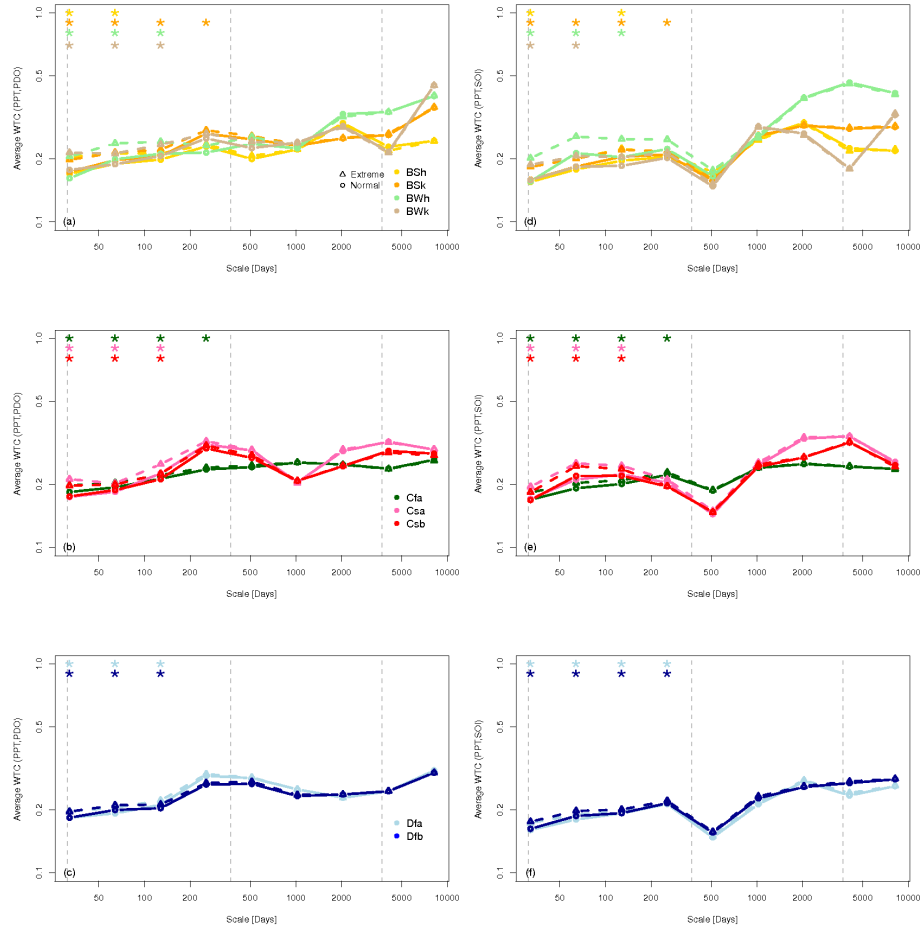 1.0
0.5
0.2
0.1
Average WTC (PPT,PDO)
Extreme
Normal
BSh
BSk
BWh
BWk
(a)
50 100 200 500 1000 2000 5000 10000
Scale [Days]
1.0
0.5
0.2
0.1
Average WTC (PPT,SOI)
(d)
50 100 200 500 1000 2000 5000 10000
Scale [Days]
1.0
0.5
0.2
0.1
Average WTC (PPT,PDO)
Cfa
Csa
Csb
(b)
50 100 200 500 1000 2000 5000 10000
Scale [Days]
1.0
0.5
0.2
0.1
Average WTC (PPT,SOI)
(e)
50 100 200 500 1000 2000 5000 10000
Scale [Days]
1.0
0.5
0.2
0.1
Average WTC (PPT,PDO)
Dfa
Dfb
(c)
50 100 200 500 1000 2000 5000 10000
Scale [Days]
1.0
0.5
0.2
0.1
Average WTC (PPT,SOI)
(f)
50 100 200 500 1000 2000 5000 10000
Scale [Days]